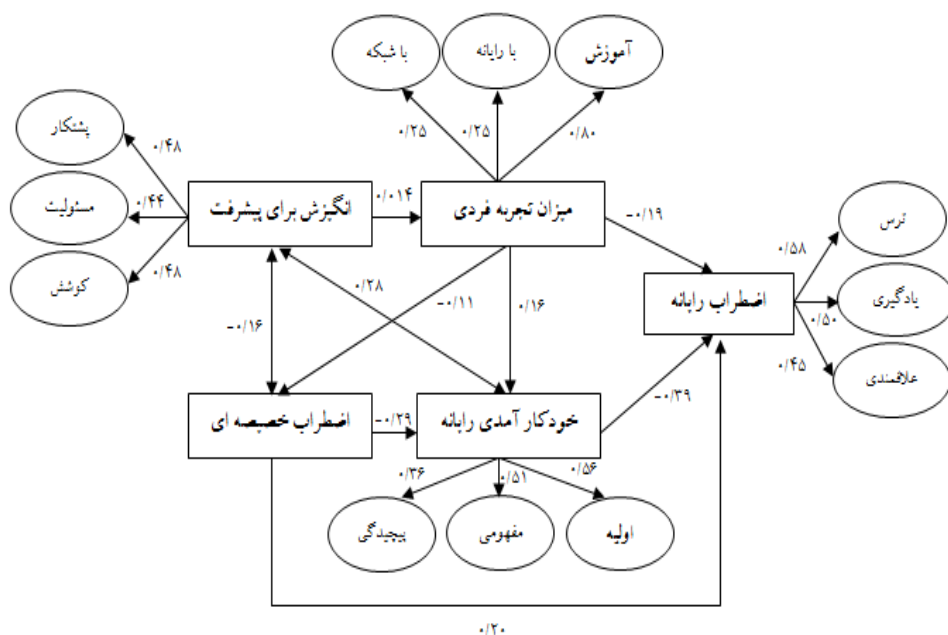 با شبکه
با رایانه
آموزش
۰/۲۵
۰/۲۵
۰/۸۰
پشتکار
۰/۴۸
مسئولیت
۰/۴۴
کوشش
۰/۴۸
انگیزش برای پیشرفت
۰/۰۱۴
میزان تجربه فردی
-۰/۱۹
ترس
۰/۵۸
یادگیری
۰/۵۰
علاقمندی
۰/۴۵
اضطراب رایانه
-۰/۱۶
۰/۲۸
-۰/۱۱
۰/۱۶
-۰/۳۹
اضطراب خصیصه ای
-۰/۲۹
خودکار آمدی رایانه
۰/۳۶
۰/۵۱
۰/۵۶
پیچیدگی
مفهومی
اولیه
۰/۲۰